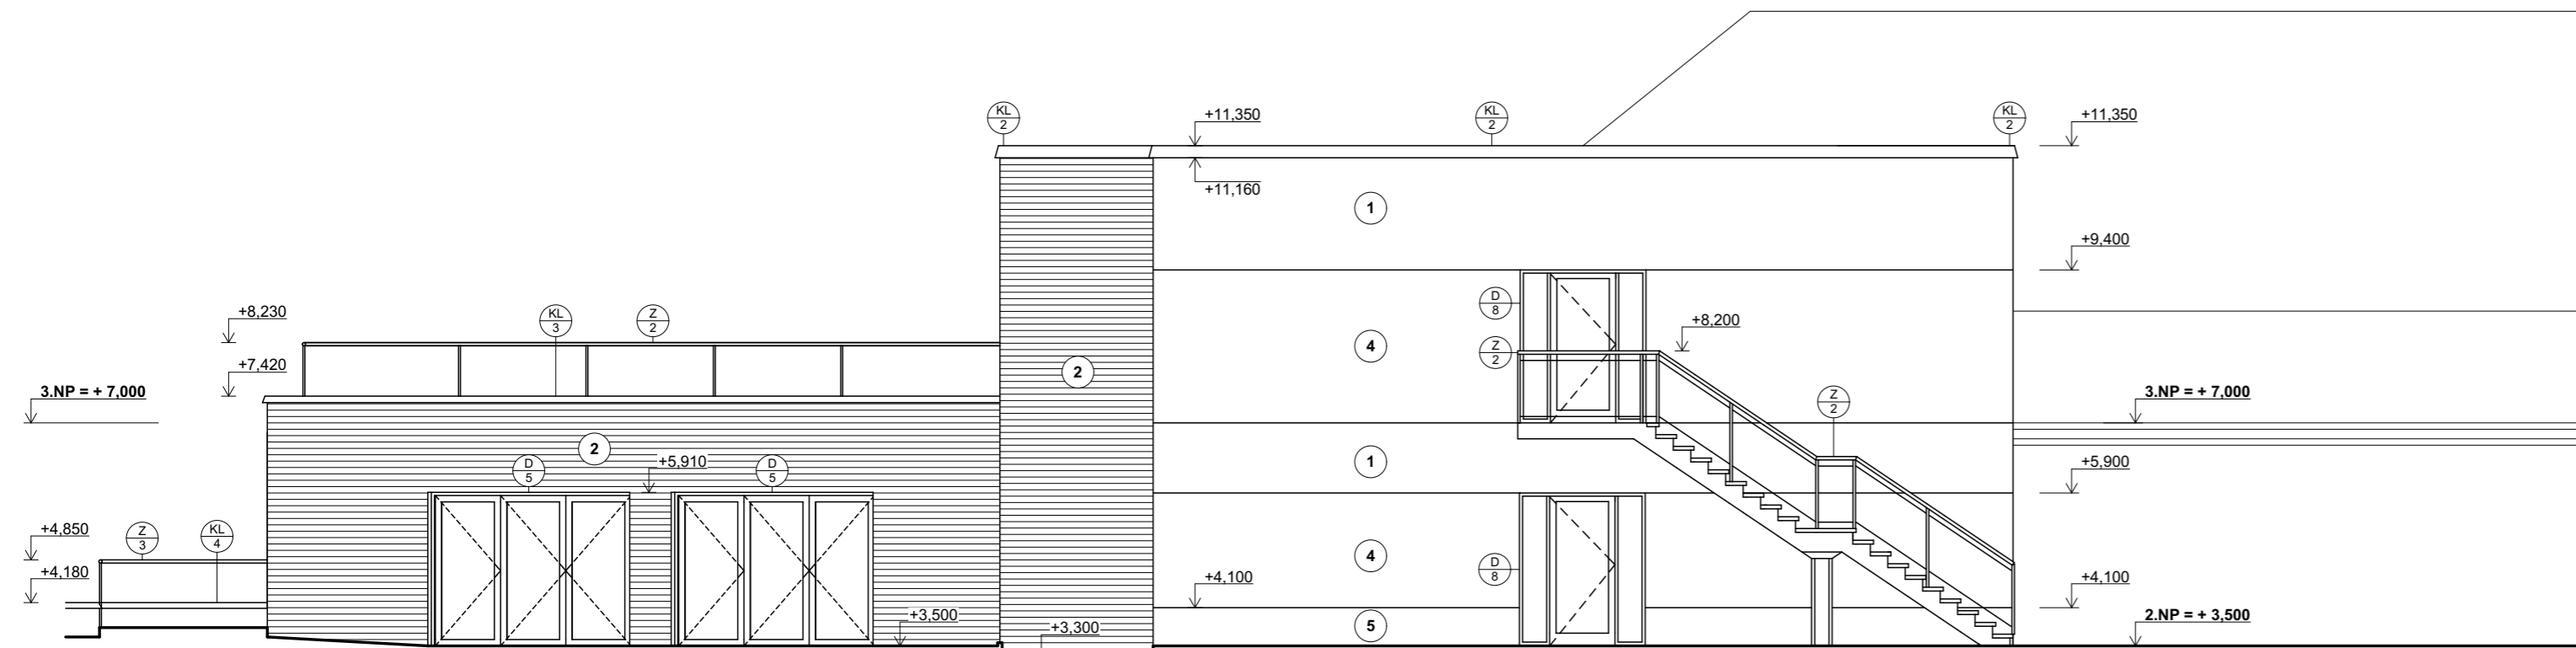 KL
2
+11,350
KL
2
KL
2
+11,350
+11,160
1
+9,400
D
8
+8,230
KL
3
Z
2
+8,200
4
Z
2
+7,420
2
3.NP = + 7,000
Z
2
3.NP = + 7,000
2
+5,910
D
5
D
5
1
+5,900
+4,850
Z
3
KL
4
4
D
8
+4,180
+4,100
+4,100
+3,500
+3,300
5
2.NP = + 3,500